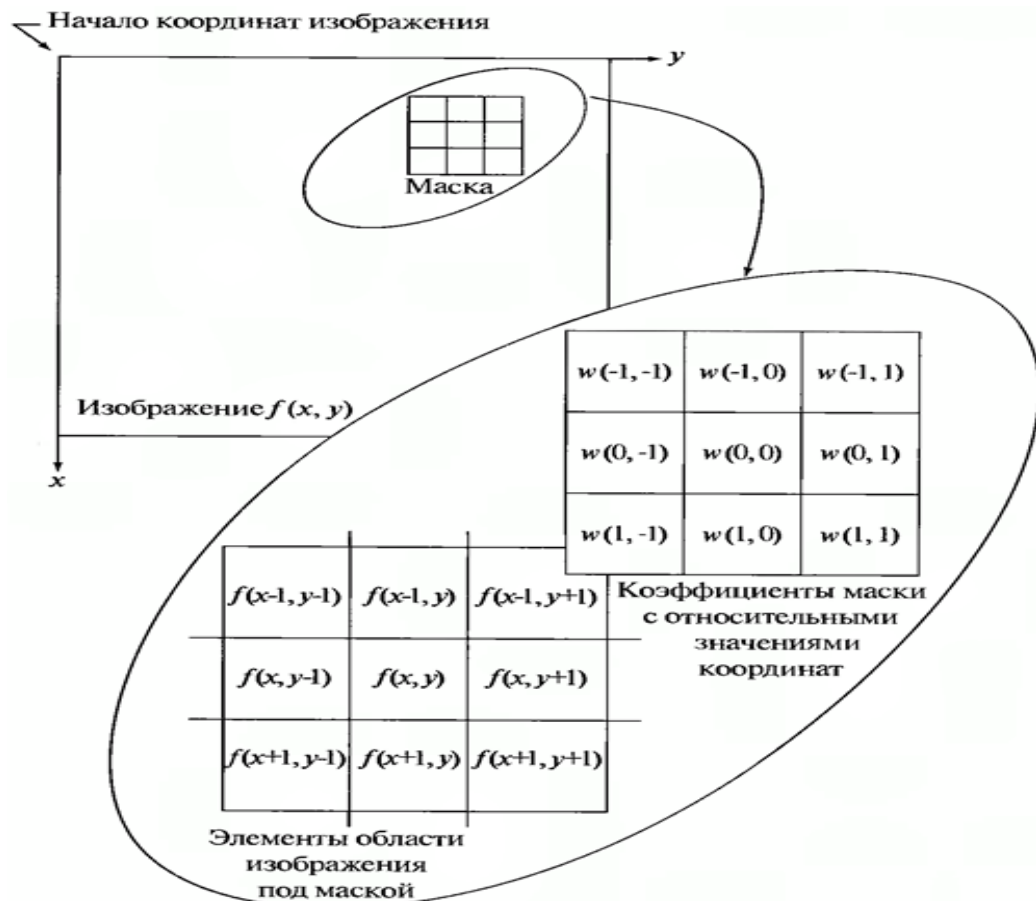 Начало координат изображения
y
Маска
Изображение f(x, y)
x
w(-1, -1) w(-1, 0) w(-1, 1)
w(0, -1) w(0, 0) w(0, 1)
w(1, -1) w(1, 0) w(1, 1)
Коэффициенты маски
с относительными
значениями
координат
f(x-1, y-1) f(x-1, y) f(x-1, y+1)
f(x, y-1) f(x, y) f(x, y+1)
f(x+1, y-1) f(x+1, y) f(x+1, y+1)
Элементы области
изображения
под маской